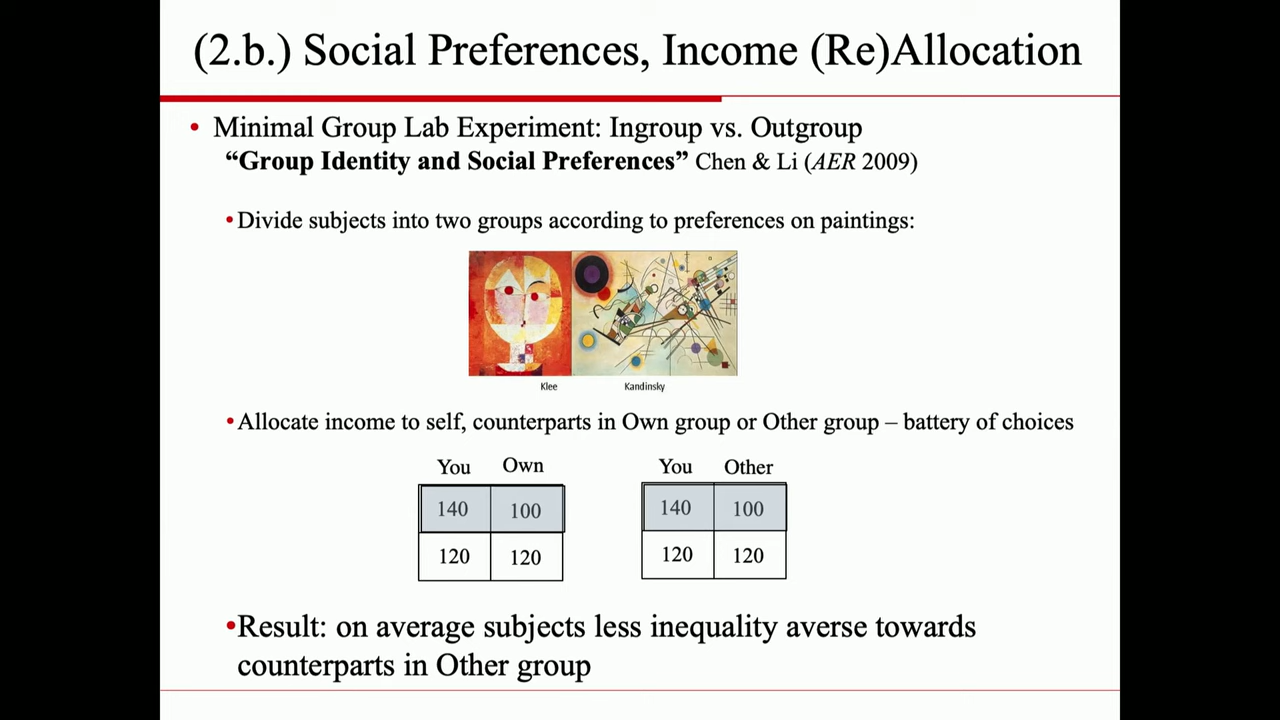 (2.b.) Social Preferences, Income (Re)Allocation
• Minimal Group Lab Experiment: Ingroup vs. Outgroup
“Group Identity and Social Preferences” Chen & Li (AER 2009)
• Divide subjects into two groups according to preferences on paintings:
Klee Kandinsky
• Allocate income to self, counterparts in Own group or Other group – battery of choices
You Own You Other
140 100 140 100
120 120 120 120
•Result: on average subjects less inequality averse towards
counterparts in Other group